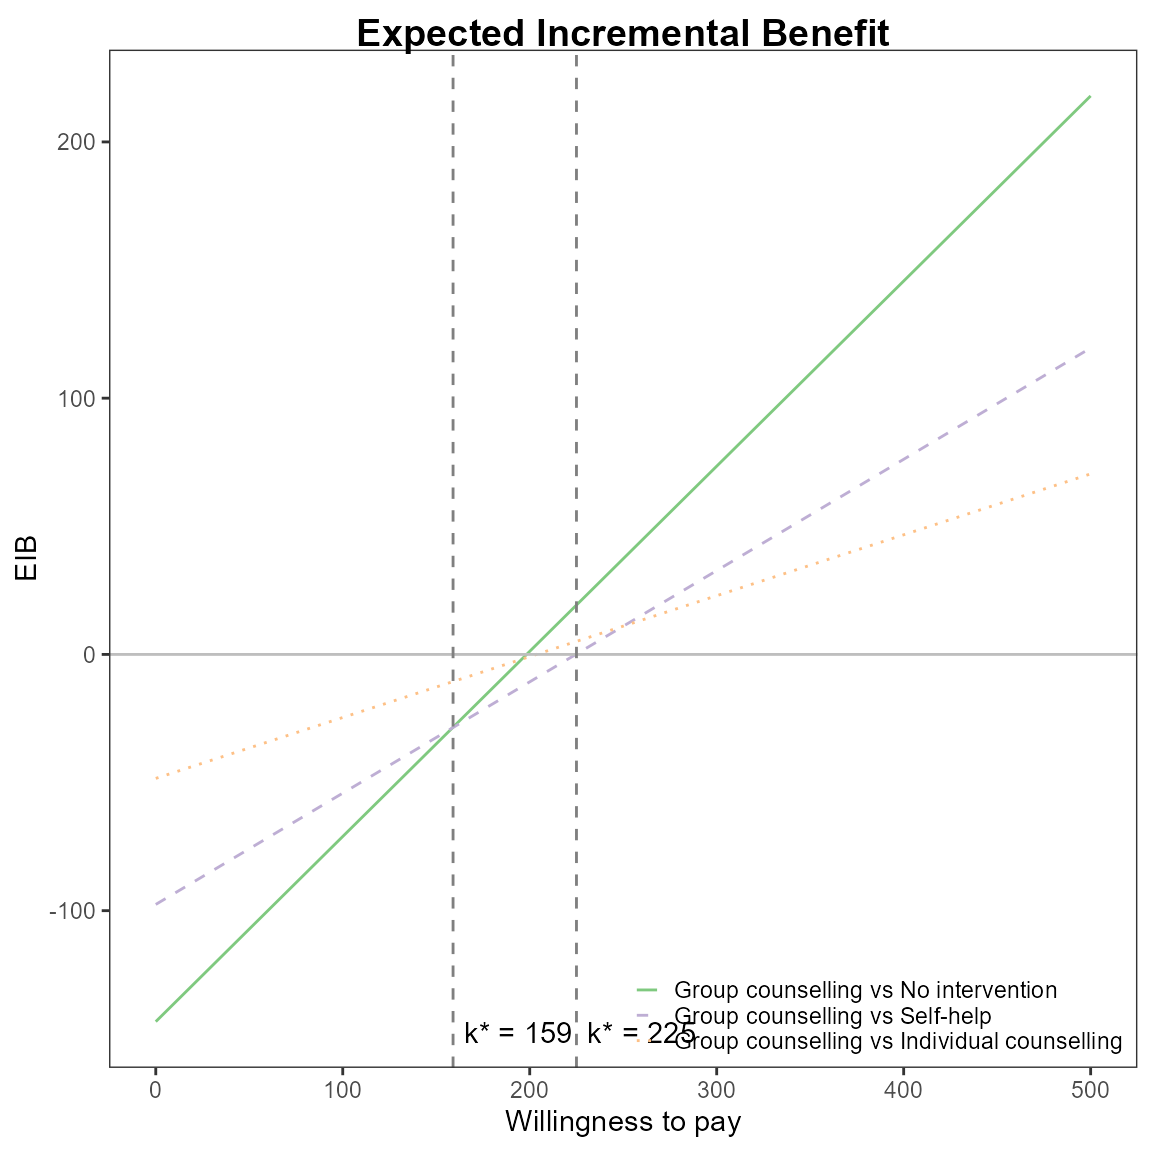 Expected Incremental Benefit
EIB
200
100
0
-100
Group counselling vs No intervention
Group counselling vs Self-help
Group counselling vs Individual counselling
k* = 159
k* = 225
0
100
200
300
400
500
Willingness to pay